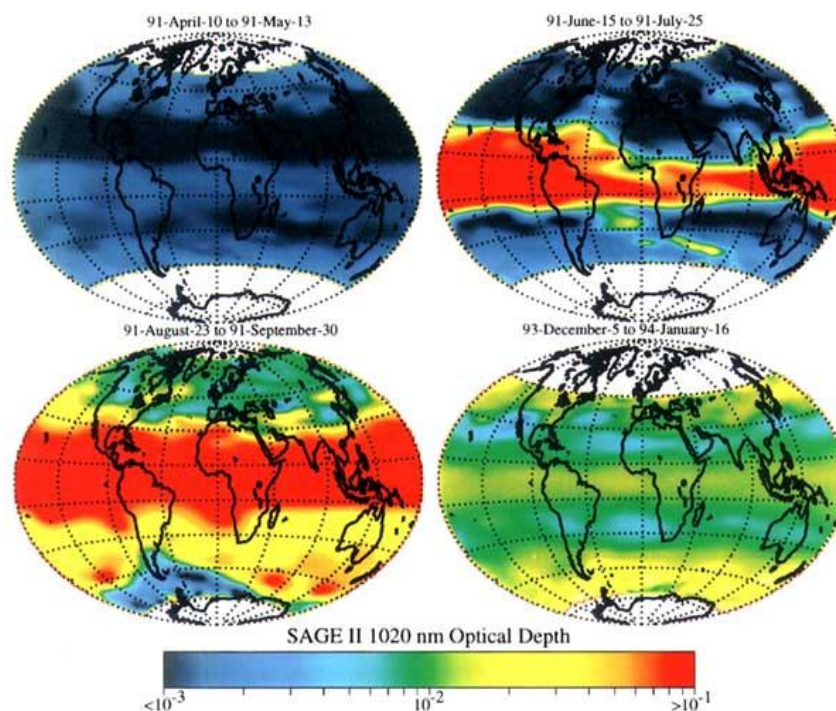 91-April-10 to 91-May-13
91-June-15 to 91-July-25
91-August-23 to 91-September-30
93-December-5 to 94-January-16
SAGE II 1020 nm Optical Depth
<10-3
10-2
>10-1